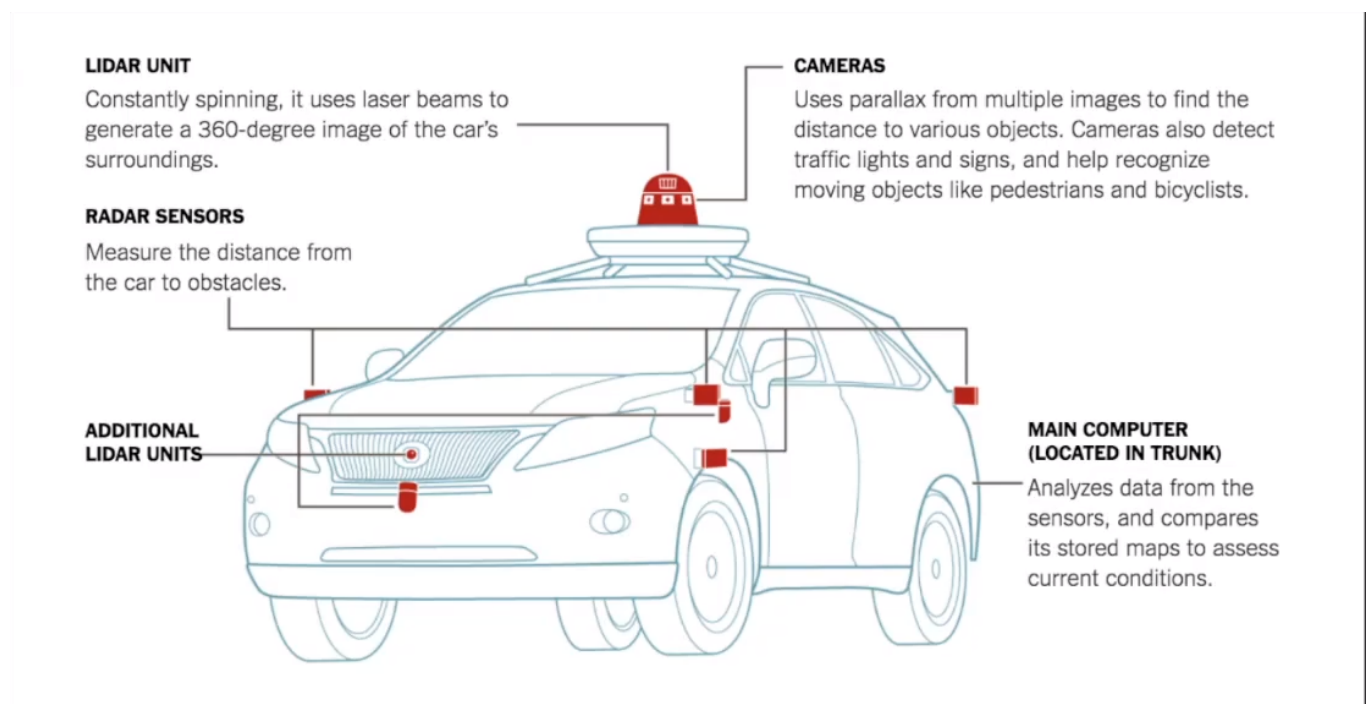 LIDAR UNIT
Constantly spinning, it uses laser beams to
generate a 360-degree image of the car’s
surroundings.
RADAR SENSORS
Measure the distance from
the car to obstacles.
ADDITIONAL
LIDAR UNITS
CAMERAS
Uses parallax from multiple images to find the
distance to various objects. Cameras also detect
traffic lights and signs, and help recognize
moving objects like pedestrians and bicyclists.
MAIN COMPUTER
(LOCATED IN TRUNK)
Analyzes data from the
sensors, and compares
its stored maps to assess
current conditions.